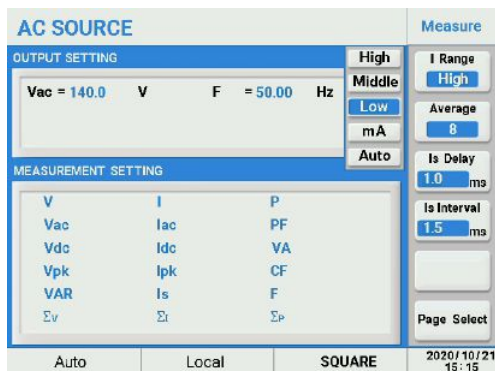 AC SOURCE
Measure
OUTPUT SETTING
Vac = 140.0 V F = 50.00 Hz
High
Middle
Low
mA
Auto
I Range
High
Average
8
Is Delay
1.0 ms
Is Interval
1.5 ms
Page Select
MEASUREMENT SETTING
V I P
Vac Iac PF
Vdc Idc VA
Vpk Ipk CF
VAR Is F
Σv Σı Σᴘ
Auto Local SQUARE
2020/10/21
15:15